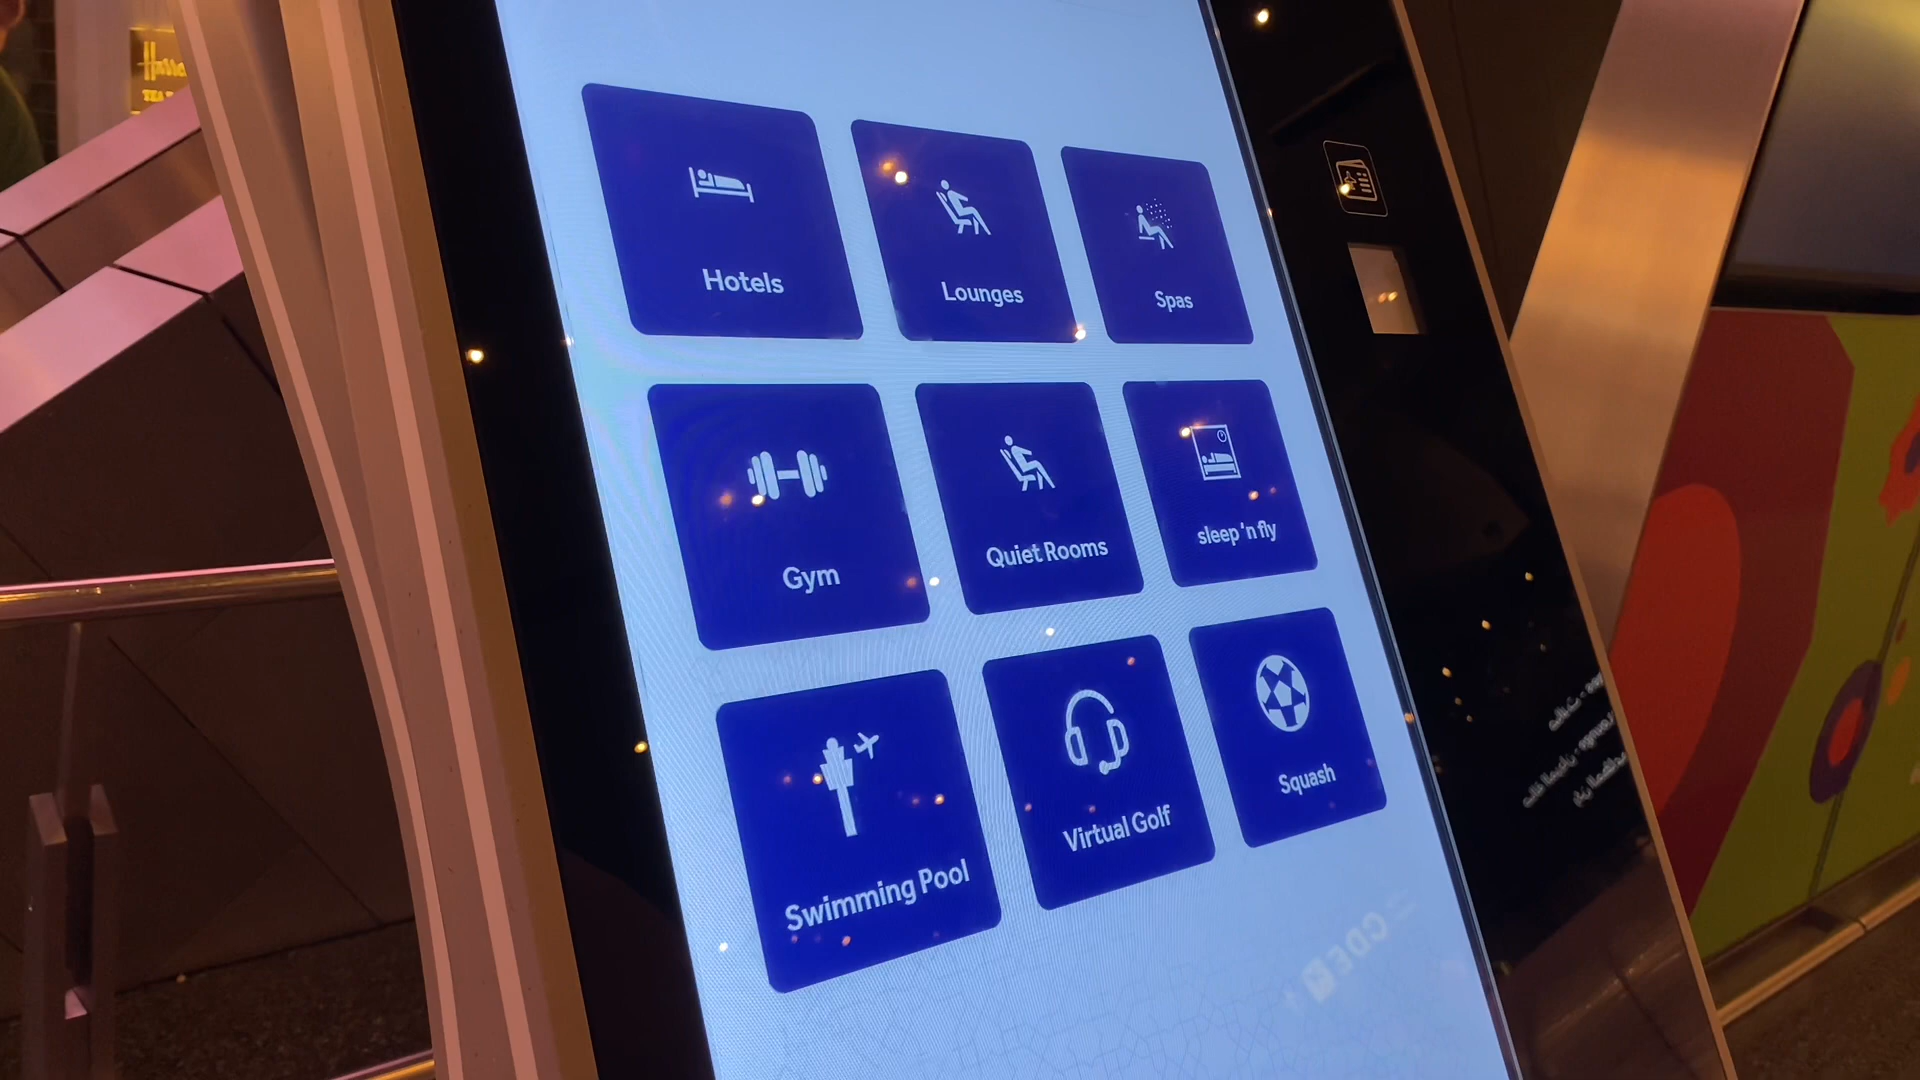 Hotels
Lounges
Spas
Gym
Quiet Rooms
sleep 'n fly
Swimming Pool
Virtual Golf
Squash